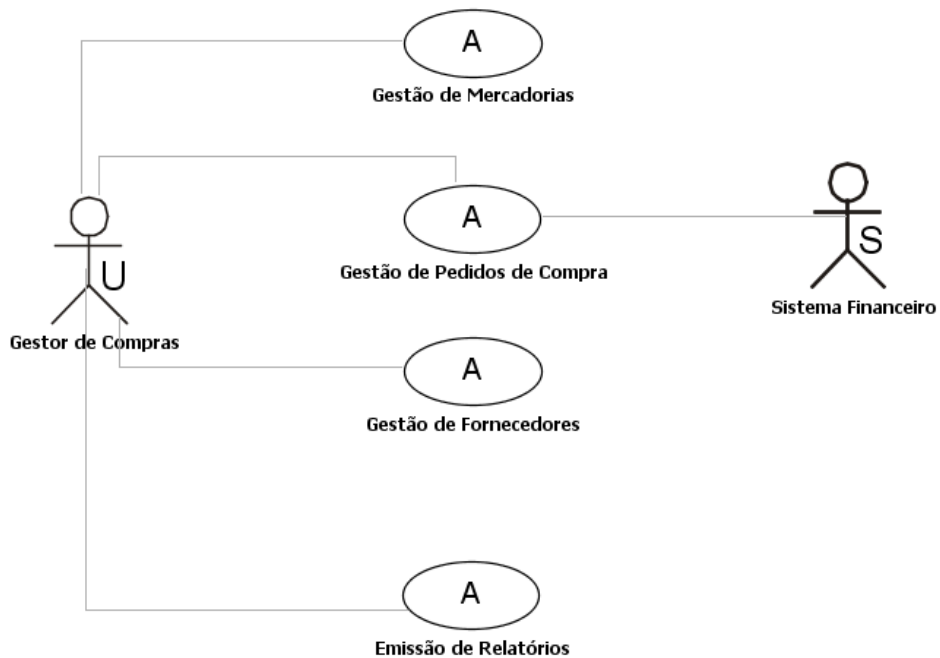 A
Gestão de Mercadorias
A
Gestão de Pedidos de Compra
S
Sistema Financeiro
U
Gestor de Compras
A
Gestão de Fornecedores
A
Emissão de Relatórios